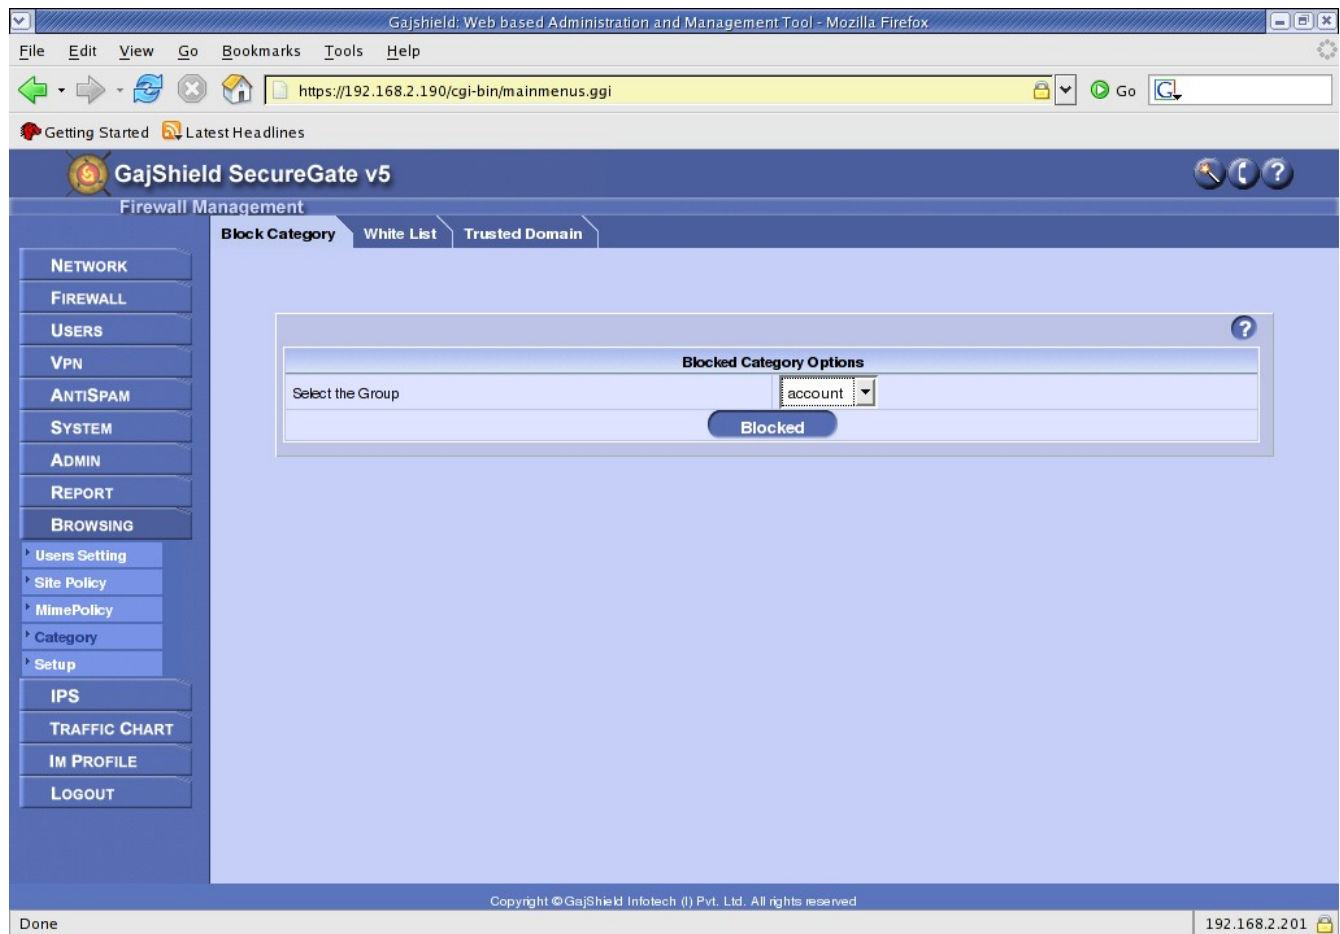 Gajshield: Web based Administration and Management Tool - Mozilla Firefox
File Edit View Go Bookmarks Tools Help
https://192.168.2.190/cgi-bin/mainmenus.ggi Go G
Getting Started Latest Headlines
GajShield SecureGate v5
Firewall Management
Block Category White List Trusted Domain
NETWORK
FIREWALL
USERS
VPN
ANTISPAM
SYSTEM
ADMIN
REPORT
BROWSING
Users Setting
Site Policy
MimePolicy
Category
Setup
IPS
TRAFFIC CHART
IM PROFILE
LOGOUT
?
?
Blocked Category Options
Select the Group account
Blocked
Copyright © GajShield Infotech (I) Pvt. Ltd. All rights reserved
Done 192.168.2.201